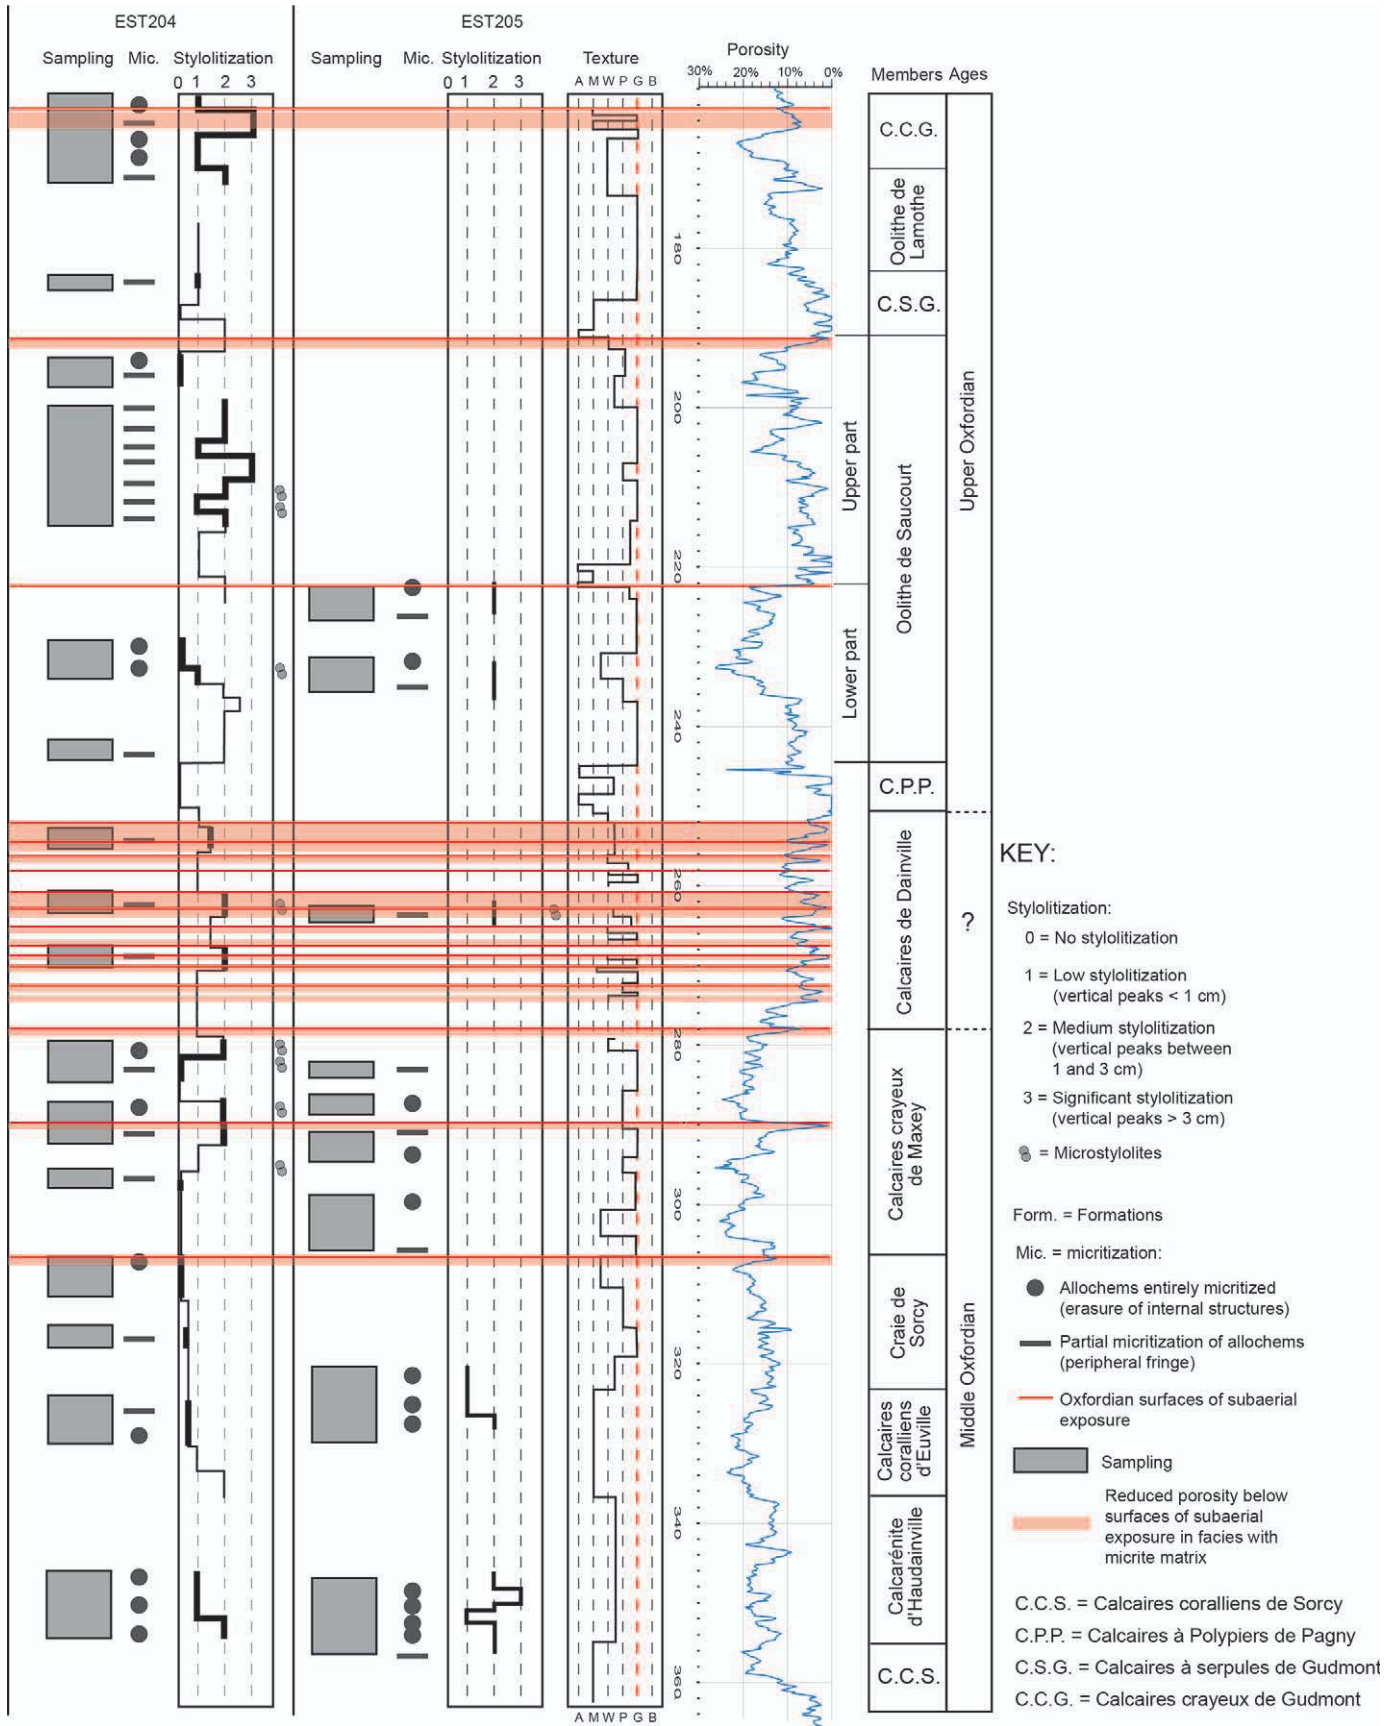 EST204
EST205
Sampling Mic. Stylolitization
Sampling Mic. Stylolitization
Texture
Porosity
Members Ages
0 1 2 3
0 1 2 3
A M W P G B
30% 20% 10% 0%
180
200
220
240
260
280
300
320
340
360
A M W P G B
Upper part
Lower part
C.C.G.
Oolithe de
Lamothe
C.S.G.
Oolithe de Saucourt
C.P.P.
Calcaires de Dainville
Calcaires crayeux
de Maxey
Craie de
Sorcy
Calcaires
coralliens
d'Euville
Calcarénite
d'Haudainville
C.C.S.
Upper Oxfordian
?
Middle Oxfordian
KEY:
Stylolitization:
0 = No stylolitization
1 = Low stylolitization
(vertical peaks < 1 cm)
2 = Medium stylolitization
(vertical peaks between
1 and 3 cm)
3 = Significant stylolitization
(vertical peaks > 3 cm)
= Microstylolites
Form. = Formations
Mic. = micritization:
Allochems entirely micritized
(erasure of internal structures)
Partial micritization of allochems
(peripheral fringe)
Oxfordian surfaces of subaerial
exposure
Sampling
Reduced porosity below
surfaces of subaerial
exposure in facies with
micrite matrix
C.C.S. = Calcaires coralliens de Sorcy
C.P.P. = Calcaires à Polypiers de Pagny
C.S.G. = Calcaires à serpules de Gudmont
C.C.G. = Calcaires crayeux de Gudmont